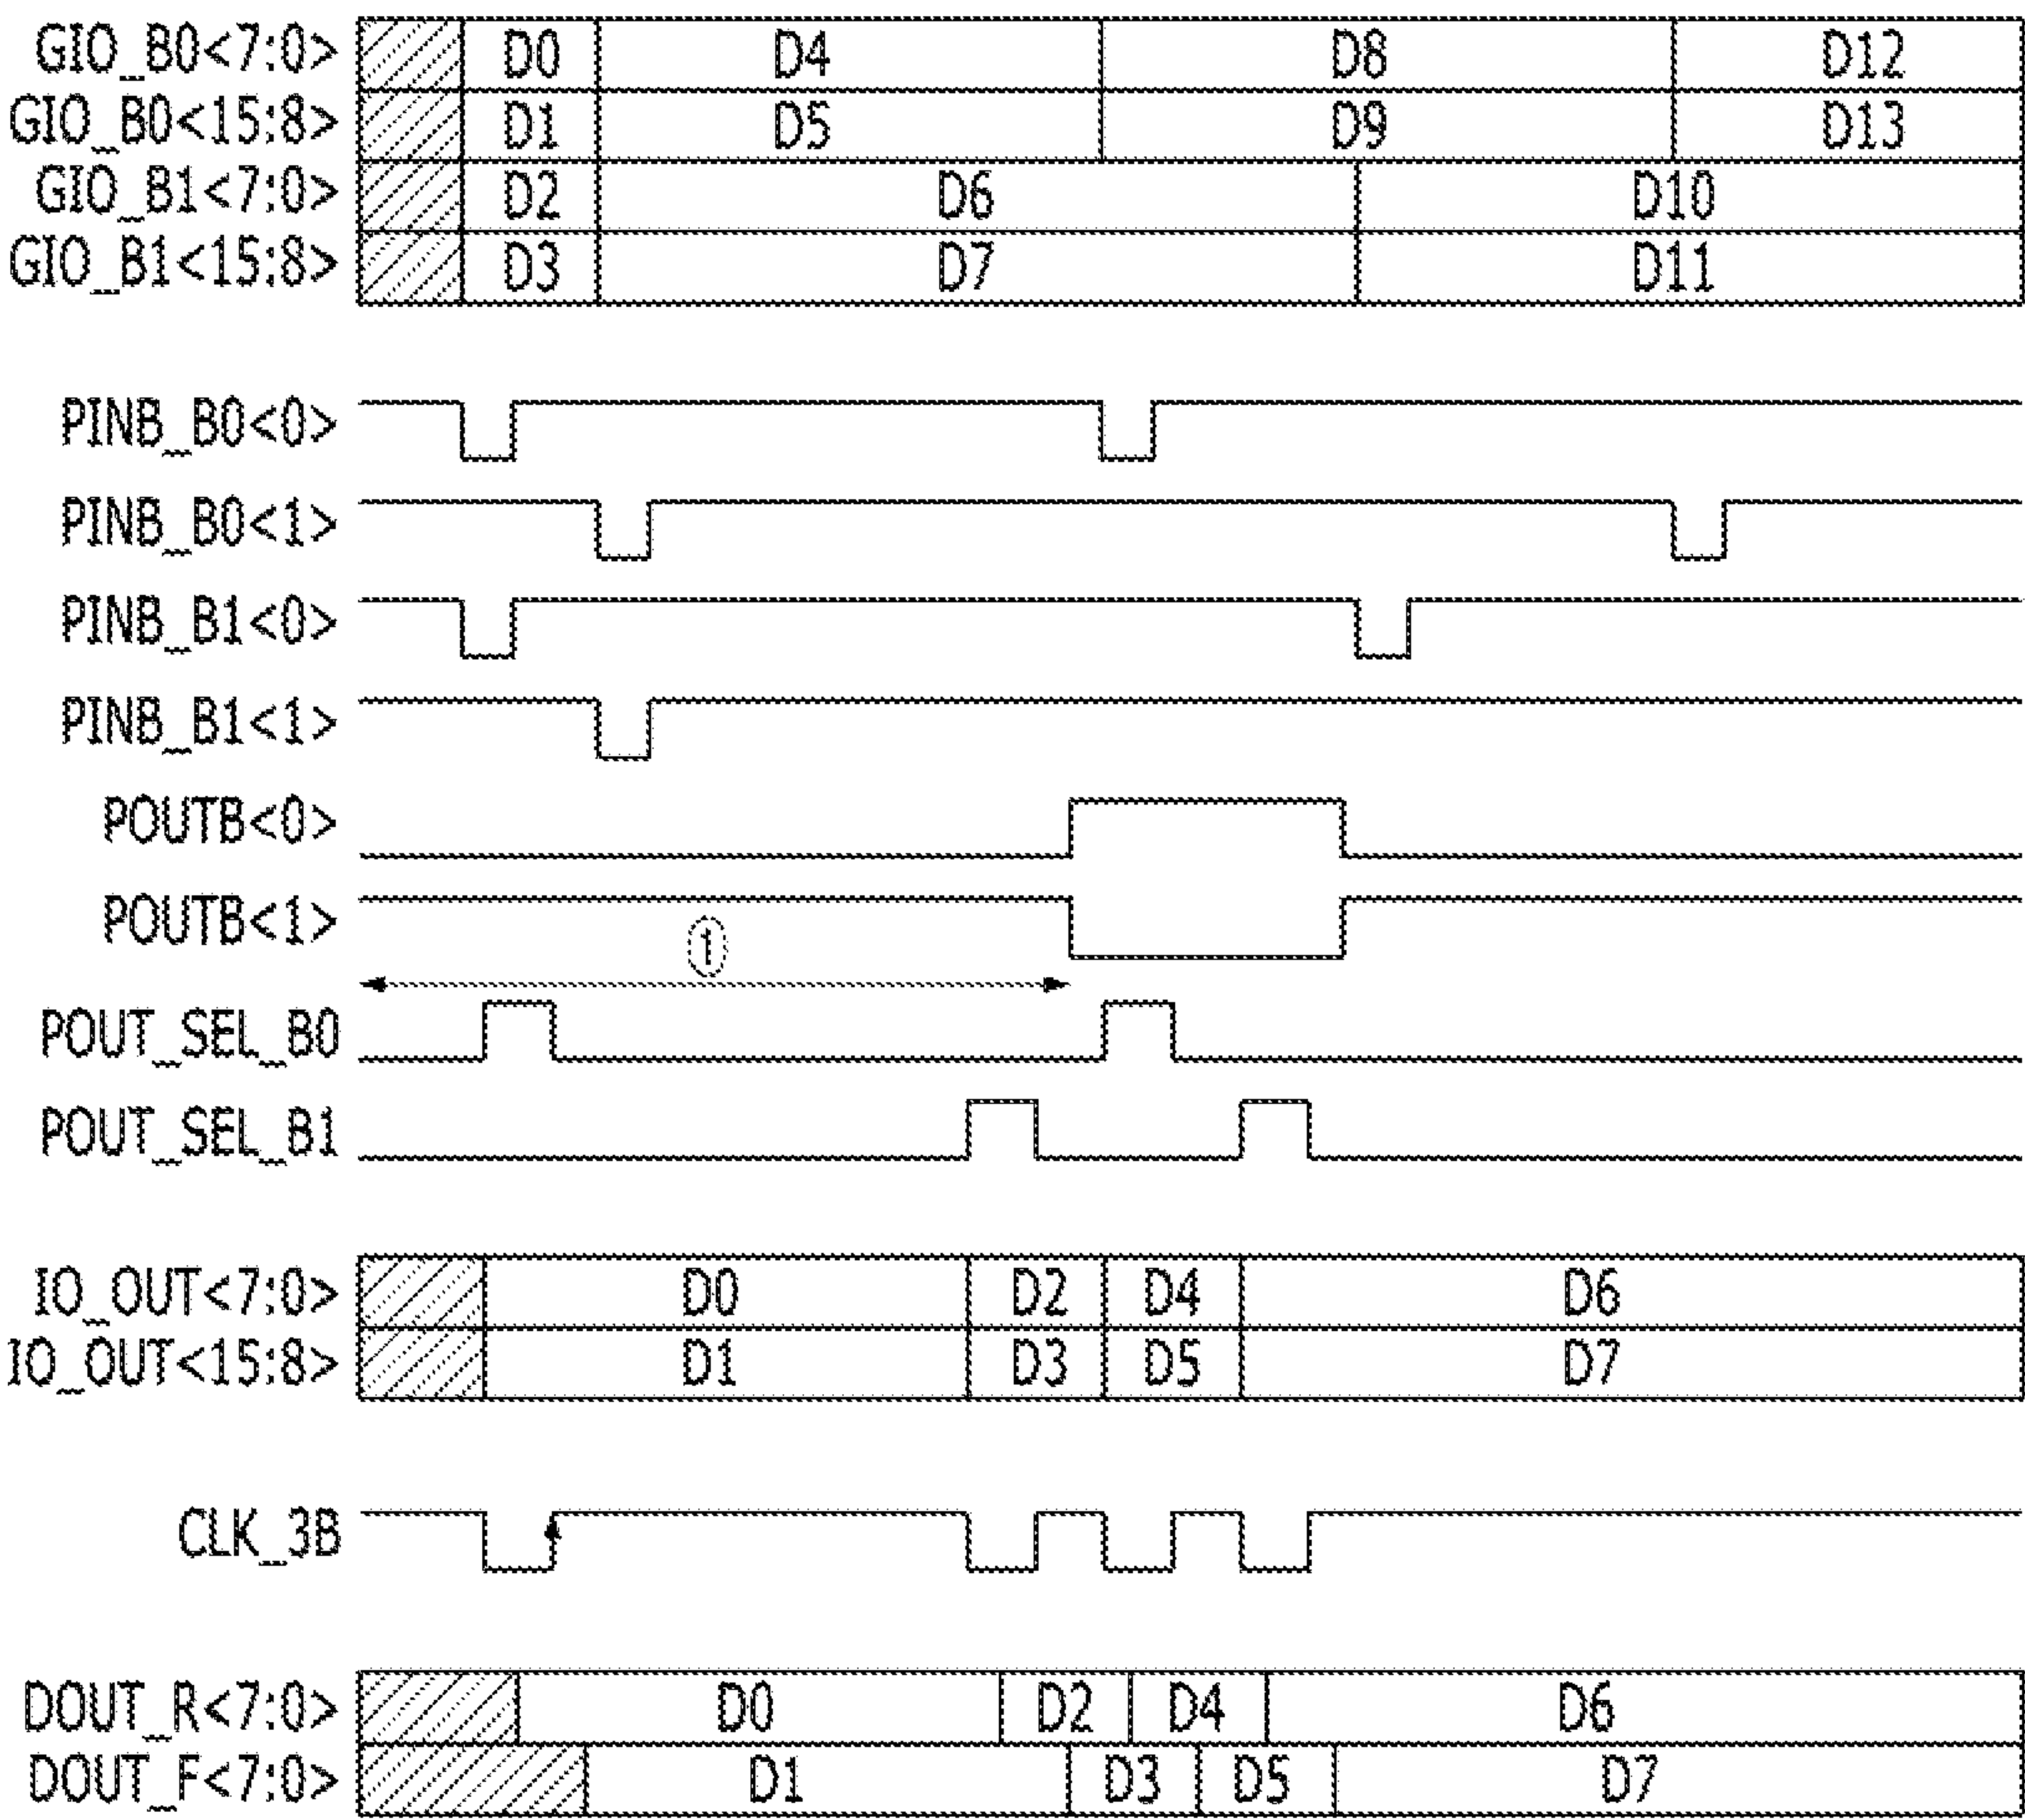 GIO_B0<7:0> D0 D4 D8 D12
GIO_B0<15:8> D1 D5 D9 D13
GIO_B1<7:0> D2 D6 D10
GIO_B1<15:8> D3 D7 D11
PINB_B0<0>
PINB_B0<1>
PINB_B1<0>
PINB_B1<1>
POUTB<0>
POUTB<1>
①
POUT_SEL_B0
POUT_SEL_B1
IO_OUT<7:0> D0 D2 D4 D6
IO_OUT<15:8> D1 D3 D5 D7
CLK_3B
DOUT_R<7:0> D0 D2 D4 D6
DOUT_F<7:0> D1 D3 D5 D7